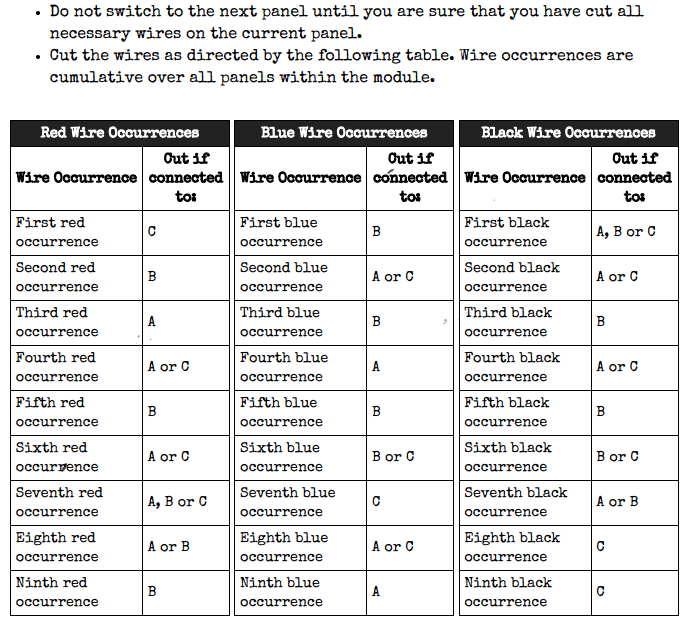 • Do not switch to the next panel until you are sure that you have cut all
necessary wires on the current panel.
• Cut the wires as directed by the following table. Wire occurrences are
cumulative over all panels within the module.
Red Wire Occurrences
Wire Occurrence
Cut if
connected
to:
First red
occurrence
C
Second red
occurrence
B
Third red
occurrence
A
Fourth red
occurrence
A or C
Fifth red
occurrence
B
Sixth red
occurrence
A or C
Seventh red
occurrence
A, B or C
Eighth red
occurrence
A or B
Ninth red
occurrence
B
Blue Wire Occurrences
Wire Occurrence
Cut if
connected
to:
First blue
occurrence
B
Second blue
occurrence
A or C
Third blue
occurrence
B
Fourth blue
occurrence
A
Fifth blue
occurrence
B
Sixth blue
occurrence
B or C
Seventh blue
occurrence
C
Eighth blue
occurrence
A or C
Ninth blue
occurrence
A
Black Wire Occurrences
Wire Occurrence
Cut if
connected
to:
First black
occurrence
A, B or C
Second black
occurrence
A or C
Third black
occurrence
B
Fourth black
occurrence
A or C
Fifth black
occurrence
B
Sixth black
occurrence
B or C
Seventh black
occurrence
A or B
Eighth black
occurrence
C
Ninth black
occurrence
C